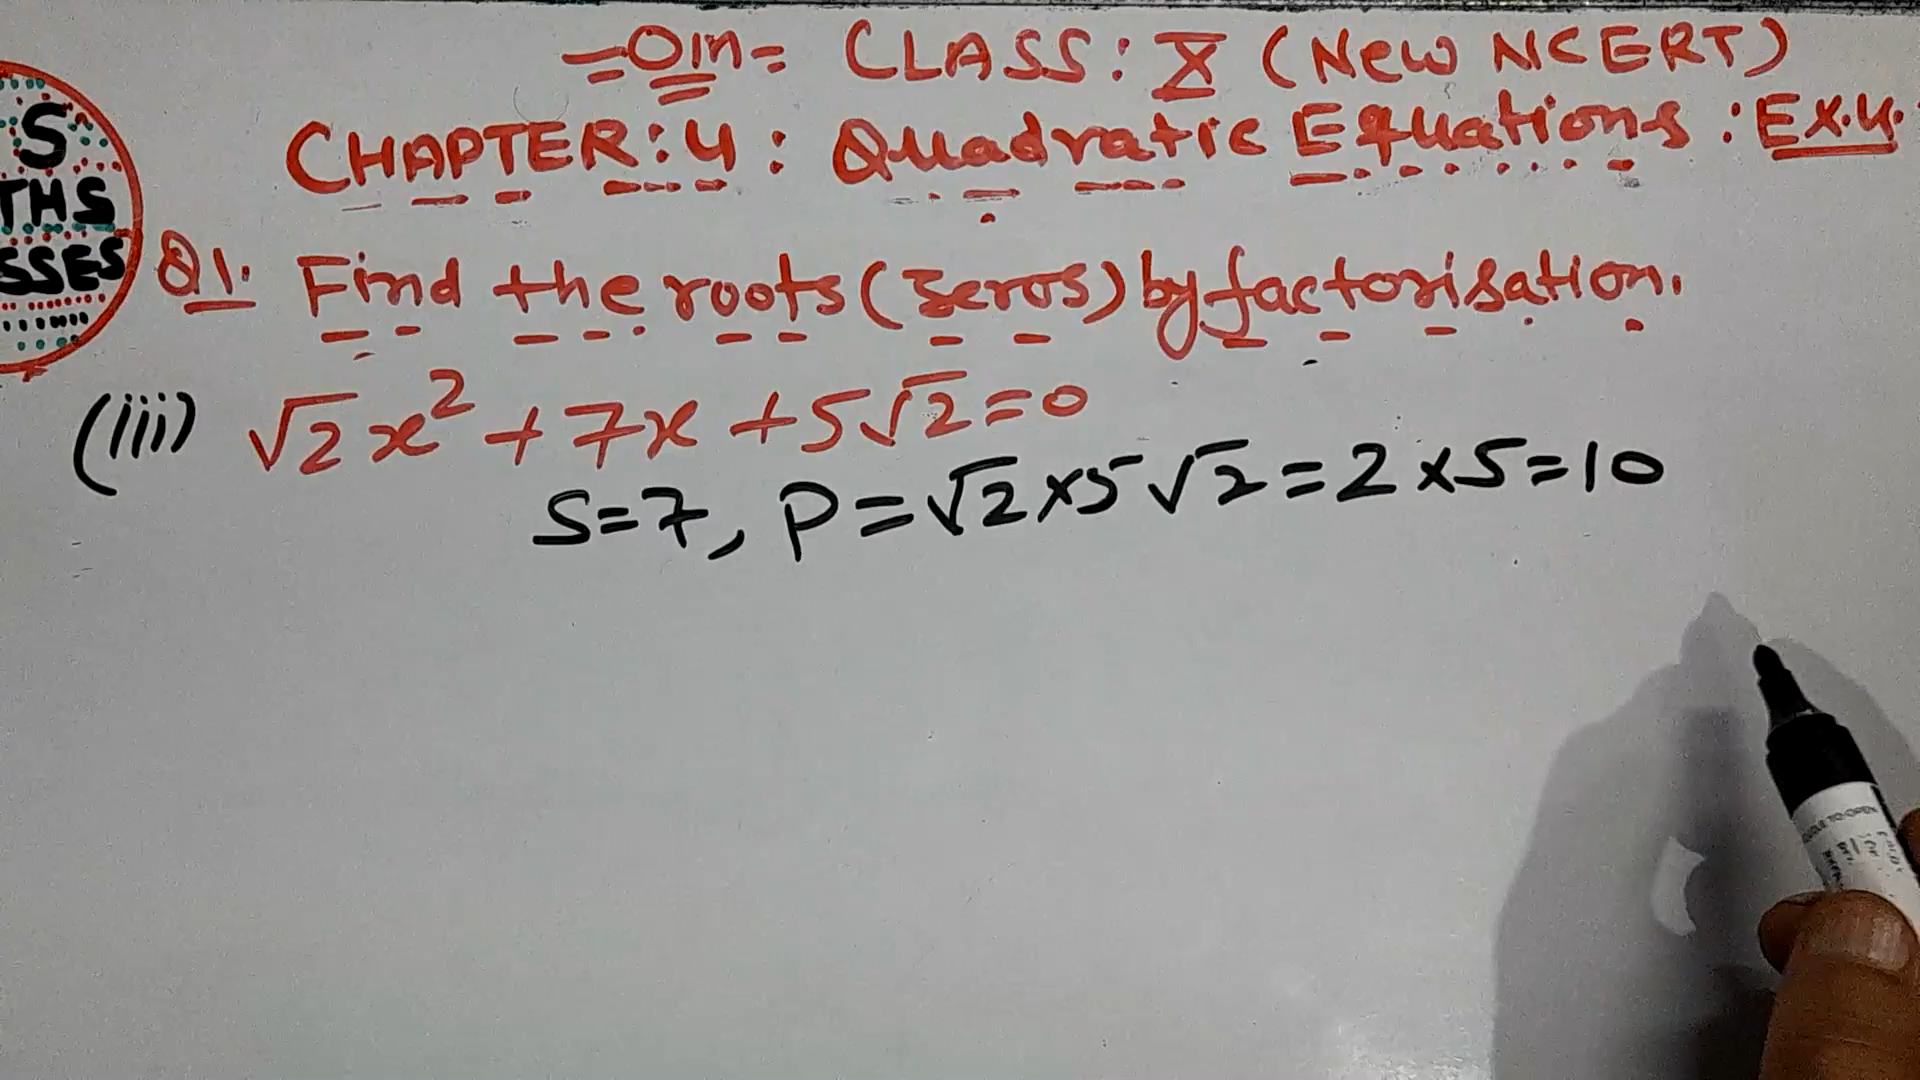 =Om= CLASS: X (New NCERT)
CHAPTER: 4: Quadratic Equations: Ex.4.
S
THS
SSES
Q1. Find the roots (zeros) by factorisation.
(iii) √2x² + 7x + 5√2=0
S=7, P=√2×5√2=2×5=10